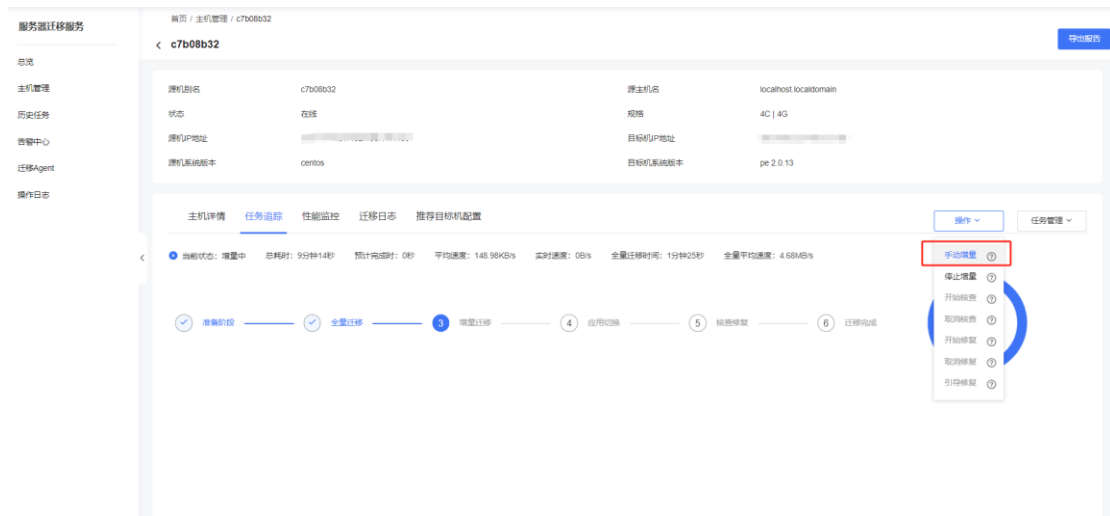 服务器迁移服务
总览
主机管理
历史任务
告警中心
迁移Agent
操作日志
首页 / 主机管理 / c7b08b32
< c7b08b32
导出报告
源机别名 c7b08b32 源主机名 localhost.localdomain
状态 在线 规格 4C | 4G
源机IP地址 目标机IP地址
源机系统版本 centos 目标机系统版本 pe 2.0.13
主机详情 任务追踪 性能监控 迁移日志 推荐目标机配置 操作 任务管理
当前状态: 增量中 总耗时: 9分钟14秒 预计完成时: 0秒 平均速度: 148.98KB/s 实时速度: 0B/s 全量迁移时间: 1分钟25秒 全量平均速度: 4.68MB/s
准备阶段 全量迁移 3 增量迁移 4 应用切换 5 核查修复 6 迁移完成
手动增量
停止增量
开始核查
取消核查
开始修复
取消修复
引导修复